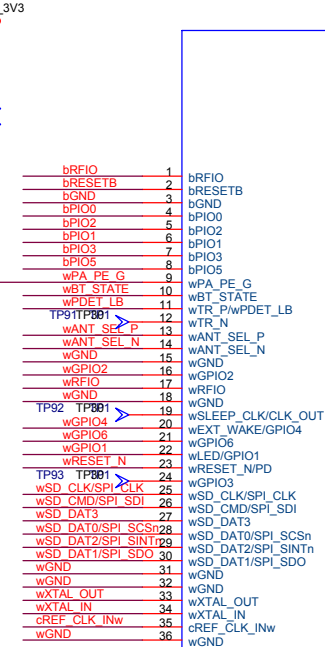 _3V3
bRFIO 1 bRFIO
bRESETB 2 bRESETB
bGND 3 bGND
bPIO0 4 bPIO0
bPIO2 5 bPIO2
bPIO1 6 bPIO1
bPIO3 7 bPIO3
bPIO5 8 bPIO5
wPA_PE_G 9 wPA_PE_G
wBT_STATE 10 wBT_STATE
wPDET_LB 11 wTR_P/wPDET_LB
TP91 12 wTR_N
wANT_SEL_P 13 wANT_SEL_P
wANT_SEL_N 14 wANT_SEL_N
wGND 15 wGND
wGPIO2 16 wGPIO2
wRFIO 17 wRFIO
wGND 18 wGND
TP92 19 wSLEEP_CLK/CLK_OUT
wGPIO4 20 wEXT_WAKE/GPIO4
wGPIO6 21 wGPIO6
wGPIO1 22 wLED/GPIO1
wRESET_N 23 wRESET_N/PD
TP93 24 wGPIO3
wSD_CLK/SPI_CLK 25 wSD_CLK/SPI_CLK
wSD_CMD/SPI_SDI 26 wSD_CMD/SPI_SDI
wSD_DAT3 27 wSD_DAT3
wSD_DAT0/SPI_SCSn 28 wSD_DAT0/SPI_SCSn
wSD_DAT2/SPI_SINTn 29 wSD_DAT2/SPI_SINTn
wSD_DAT1/SPI_SDO 30 wSD_DAT1/SPI_SDO
wGND 31 wGND
wGND 32 wGND
wXTAL_OUT 33 wXTAL_OUT
wXTAL_IN 34 wXTAL_IN
cREF_CLK_INw 35 cREF_CLK_INw
wGND 36 wGND